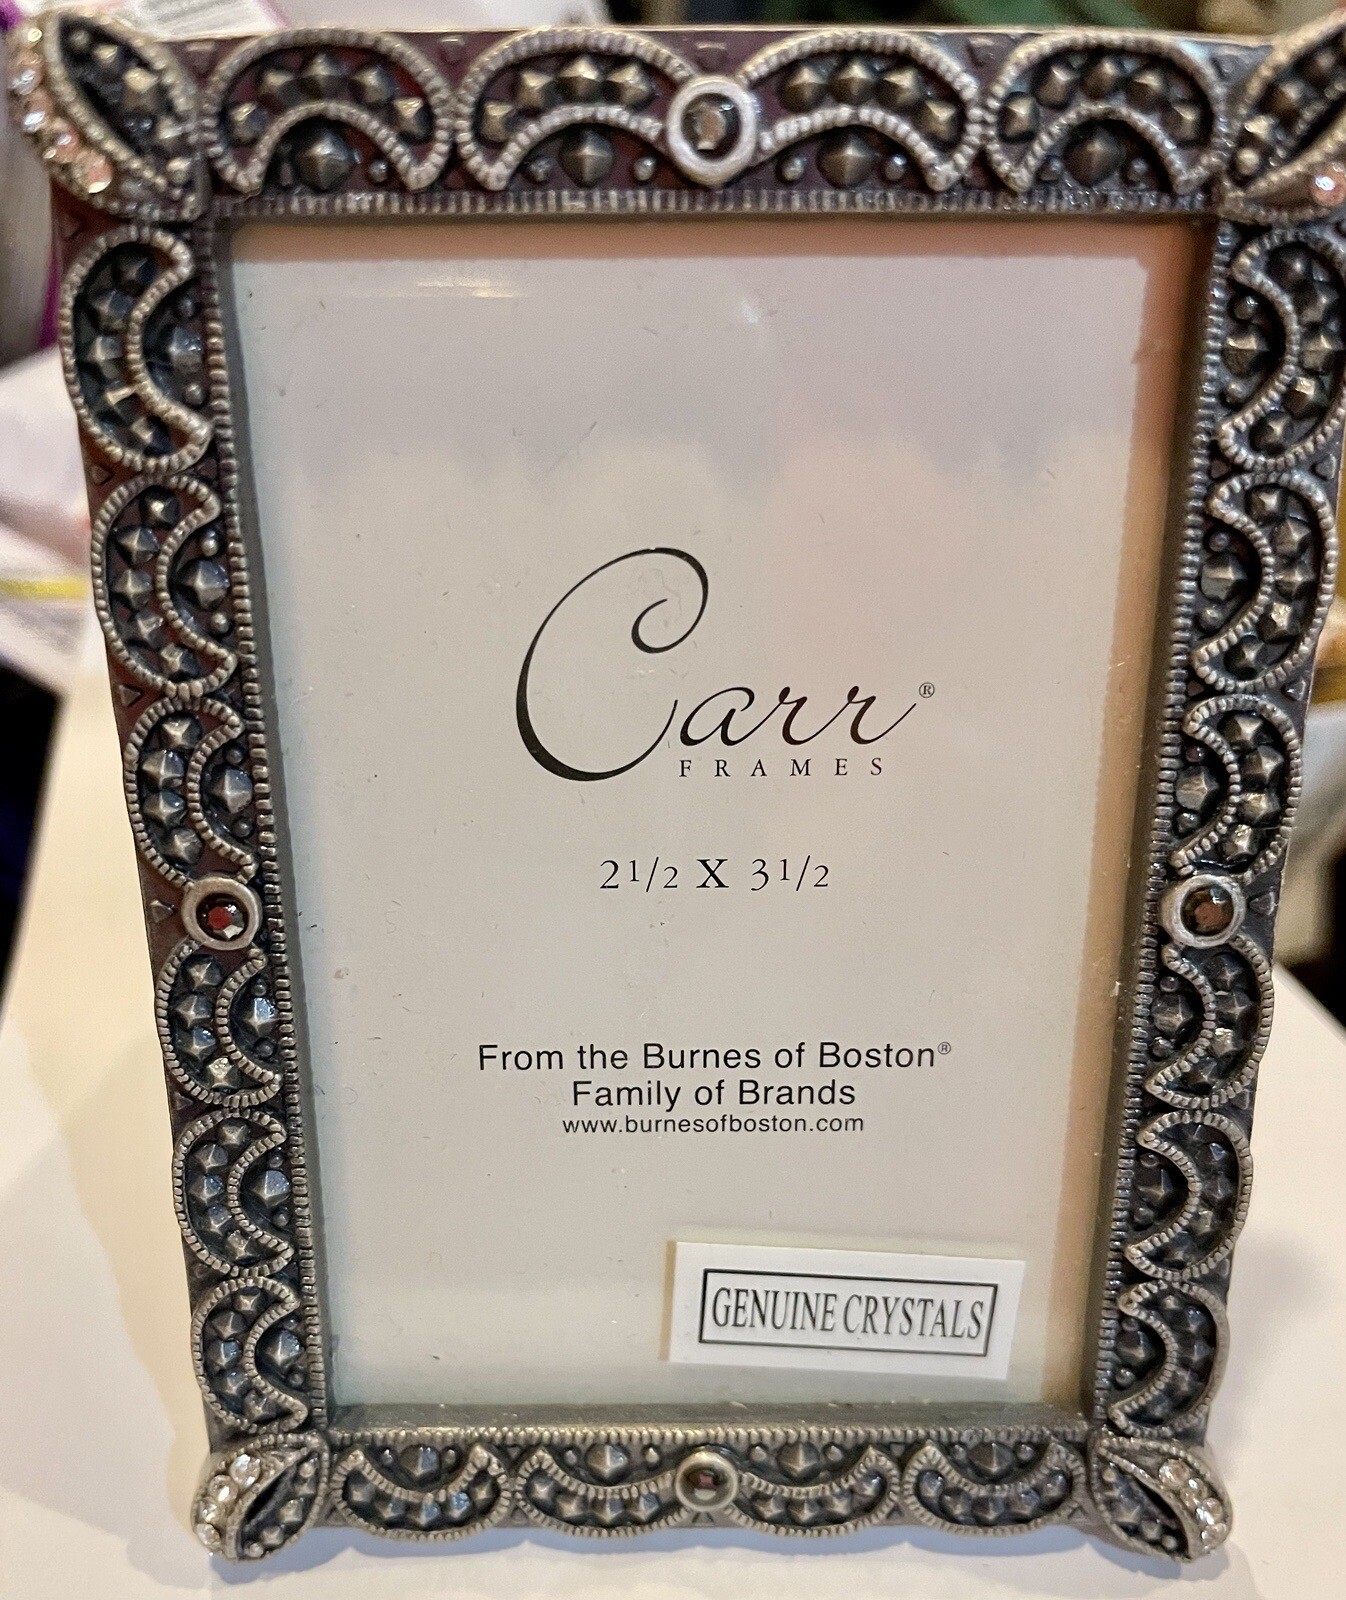 Carr®
FRAMES
2 1/2 X 3 1/2
From the Burnes of Boston®
Family of Brands
www.burnesofboston.com
GENUINE CRYSTALS